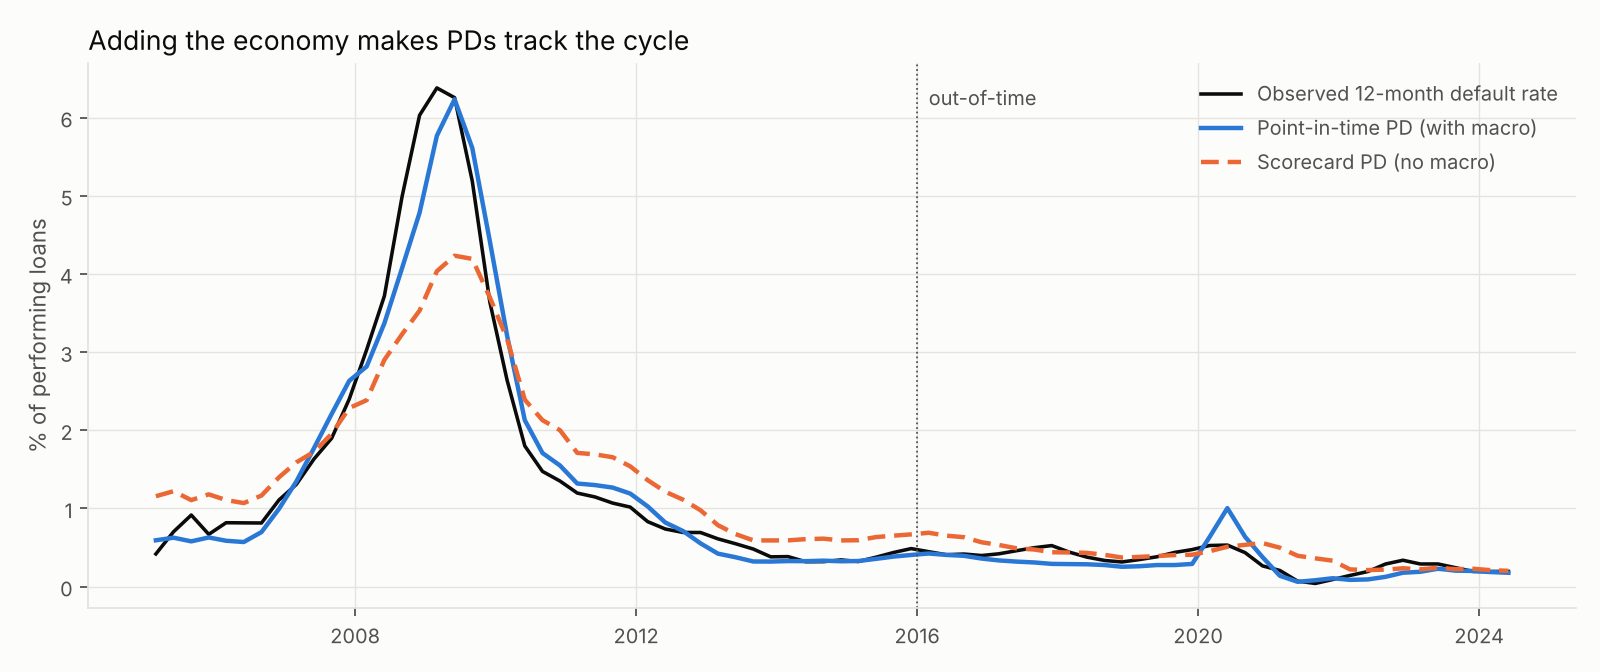 Adding the economy makes PDs track the cycle
out-of-time
Observed 12-month default rate
Point-in-time PD (with macro)
Scorecard PD (no macro)
% of performing loans
6
5
4
3
2
1
0
2008
2012
2016
2020
2024